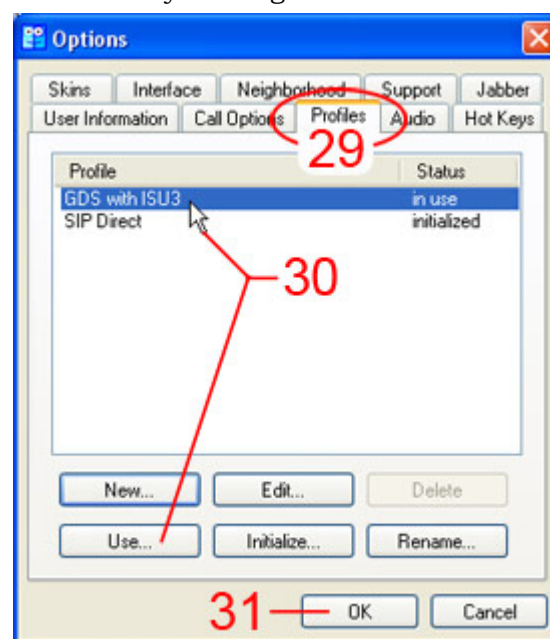 Options
Skins Interface Neighborhood Support Jabber
User Information Call Options Profiles Audio Hot Keys
29
Profile Status
GDS with ISU3 in use
SIP Direct initialized
30
New... Edit... Delete
Use... Initialize... Rename...
31 OK Cancel